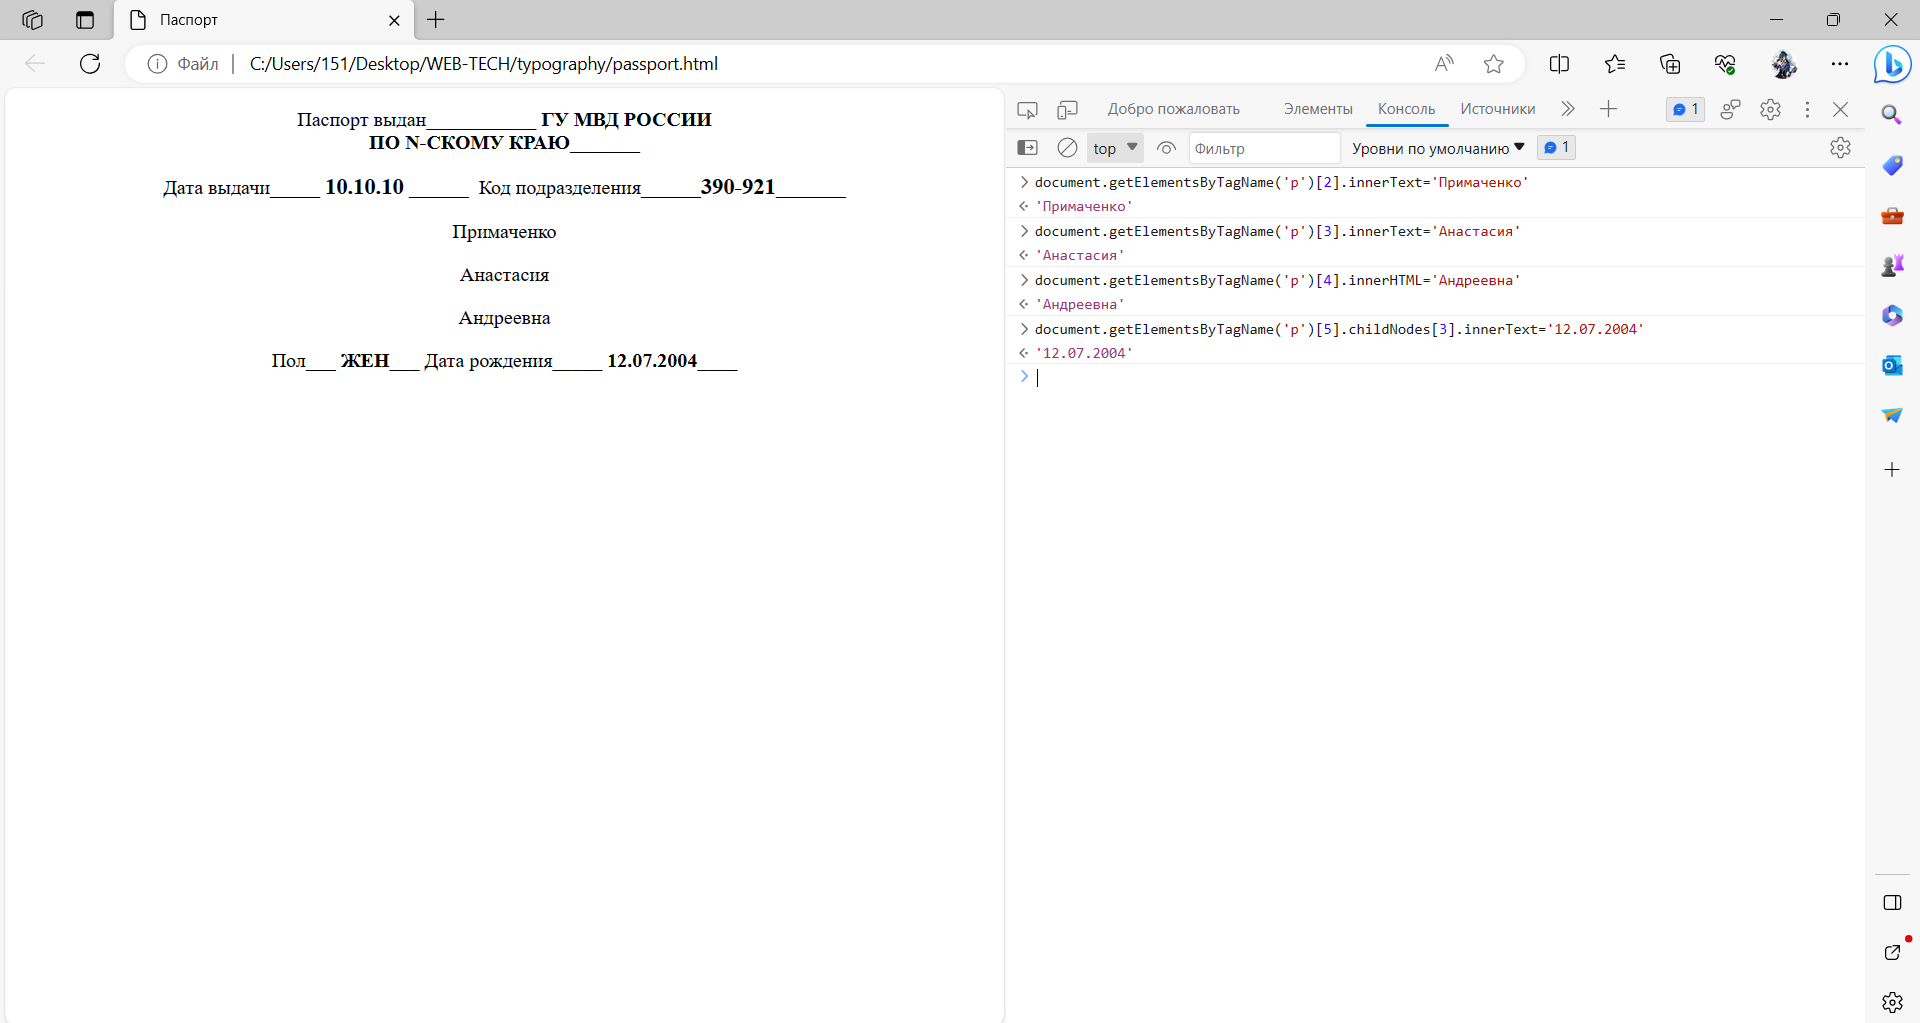 Паспорт
Файл C:/Users/151/Desktop/WEB-TECH/typography/passport.html
Паспорт выдан___________ ГУ МВД РОССИИ
ПО N-СКОМУ КРАЮ_______
Дата выдачи_____ 10.10.10 ______ Код подразделения______390-921_______
Примаченко
Анастасия
Андреевна
Пол___ ЖЕН___ Дата рождения_____ 12.07.2004____
Добро пожаловать Элементы Консоль Источники 1
top Фильтр Уровни по умолчанию 1
document.getElementsByTagName('p')[2].innerText='Примаченко'
'Примаченко'
document.getElementsByTagName('p')[3].innerText='Анастасия'
'Анастасия'
document.getElementsByTagName('p')[4].innerHTML='Андреевна'
'Андреевна'
document.getElementsByTagName('p')[5].childNodes[3].innerText='12.07.2004'
'12.07.2004'